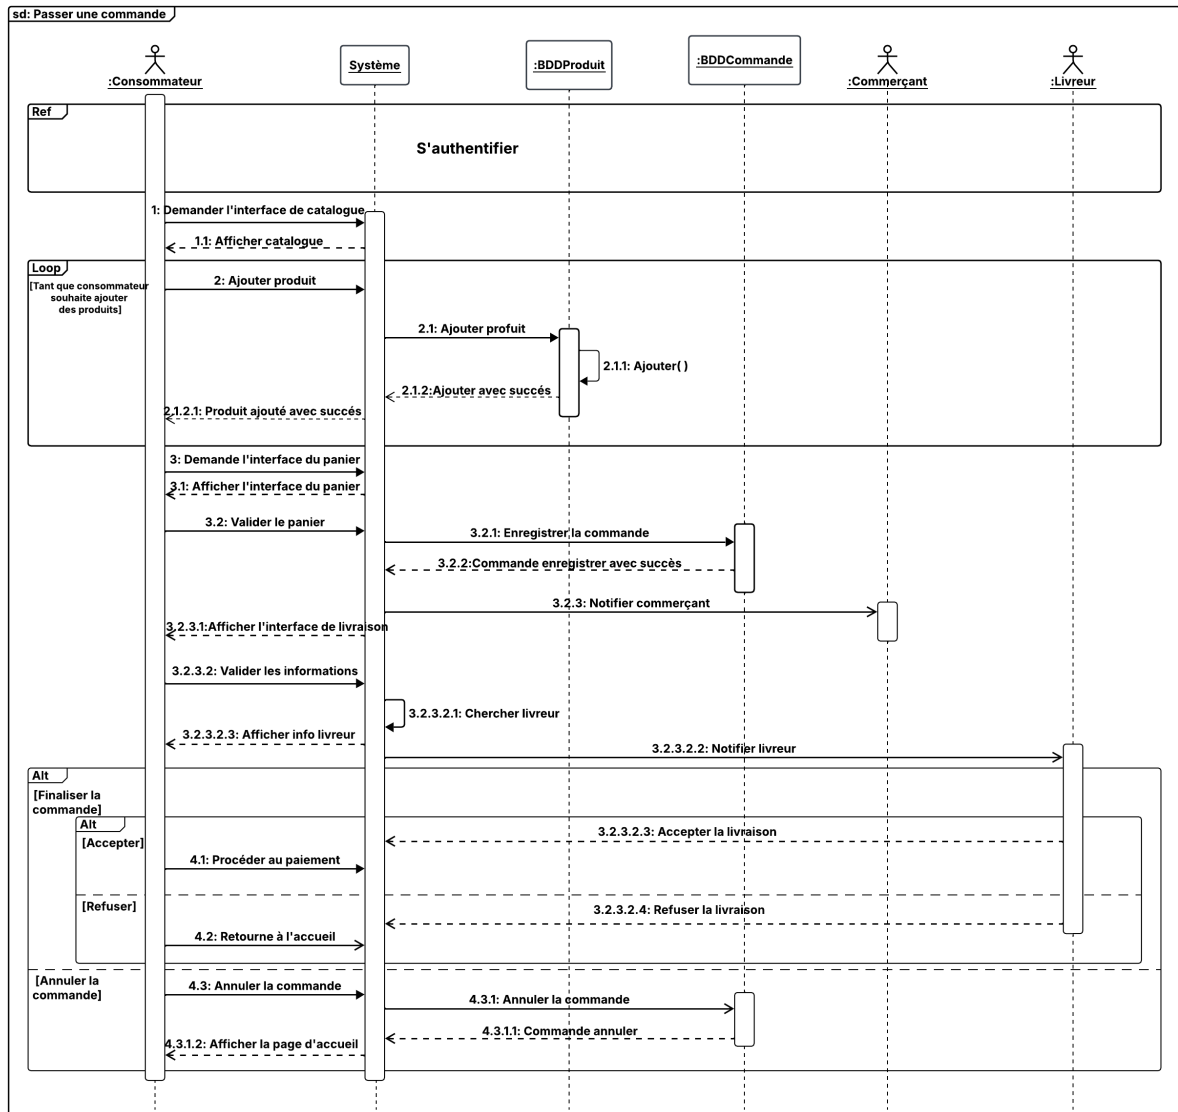 sd: Passer une commande
:Consommateur
Système
:BDDProduit
:BDDCommande
:Commerçant
:Livreur
Ref
S'authentifier
1: Demander l'interface de catalogue
1.1: Afficher catalogue
Loop
[Tant que consommateur
souhaite ajouter
des produits]
2: Ajouter produit
2.1: Ajouter profuit
2.1.1: Ajouter( )
2.1.2:Ajouter avec succés
2.1.2.1: Produit ajouté avec succés
3: Demande l'interface du panier
3.1: Afficher l'interface du panier
3.2: Valider le panier
3.2.1: Enregistrer la commande
3.2.2:Commande enregistrer avec succès
3.2.3: Notifier commerçant
3.2.3.1:Afficher l'interface de livraison
3.2.3.2: Valider les informations
3.2.3.2.1: Chercher livreur
3.2.3.2.3: Afficher info livreur
3.2.3.2.2: Notifier livreur
Alt
[Finaliser la
commande]
Alt
[Accepter]
3.2.3.2.3: Accepter la livraison
4.1: Procéder au paiement
[Refuser]
3.2.3.2.4: Refuser la livraison
4.2: Retourne à l'accueil
[Annuler la
commande]
4.3: Annuler la commande
4.3.1: Annuler la commande
4.3.1.1: Commande annuler
4.3.1.2: Afficher la page d'accueil